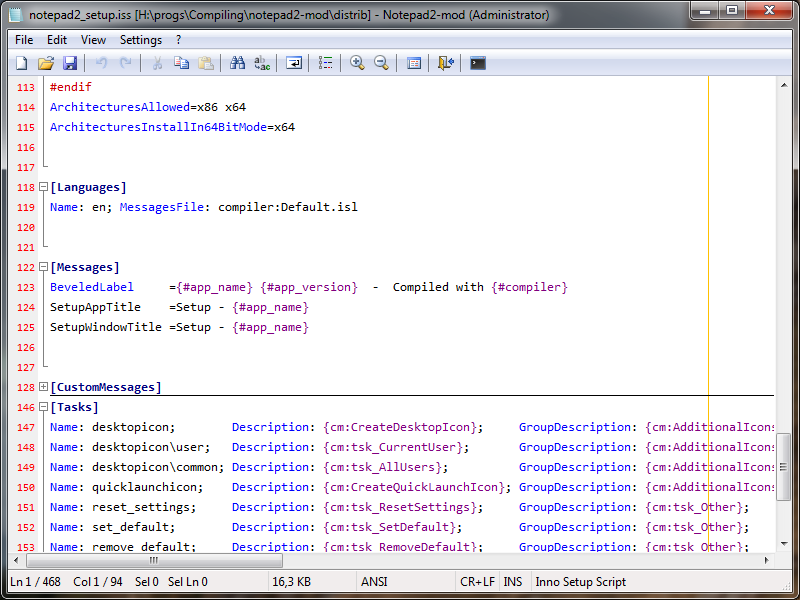 notepad2_setup.iss [H:\progs\Compiling\notepad2-mod\distrib] - Notepad2-mod (Administrator)
File Edit View Settings ?
113 #endif
114 ArchitecturesAllowed=x86 x64
115 ArchitecturesInstallIn64BitMode=x64
116
117
118 [Languages]
119 Name: en; MessagesFile: compiler:Default.isl
120
121
122 [Messages]
123 BeveledLabel     ={#app_name} {#app_version}  -  Compiled with {#compiler}
124 SetupAppTitle    =Setup - {#app_name}
125 SetupWindowTitle =Setup - {#app_name}
126
127
128 [CustomMessages]
146 [Tasks]
147 Name: desktopicon;        Description: {cm:CreateDesktopIcon};     GroupDescription: {cm:AdditionalIcons
148 Name: desktopicon\user;   Description: {cm:tsk_CurrentUser};       GroupDescription: {cm:AdditionalIcons
149 Name: desktopicon\common; Description: {cm:tsk_AllUsers};          GroupDescription: {cm:AdditionalIcons
150 Name: quicklaunchicon;    Description: {cm:CreateQuickLaunchIcon}; GroupDescription: {cm:AdditionalIcons
151 Name: reset_settings;     Description: {cm:tsk_ResetSettings};     GroupDescription: {cm:tsk_Other};
152 Name: set_default;        Description: {cm:tsk_SetDefault};        GroupDescription: {cm:tsk_Other};
153 Name: remove_default;     Description: {cm:tsk_RemoveDefault};     GroupDescription: {cm:tsk_Other};
Ln 1 / 468 Col 1 / 94 Sel 0 Sel Ln 0 16,3 KB ANSI CR+LF INS Inno Setup Script